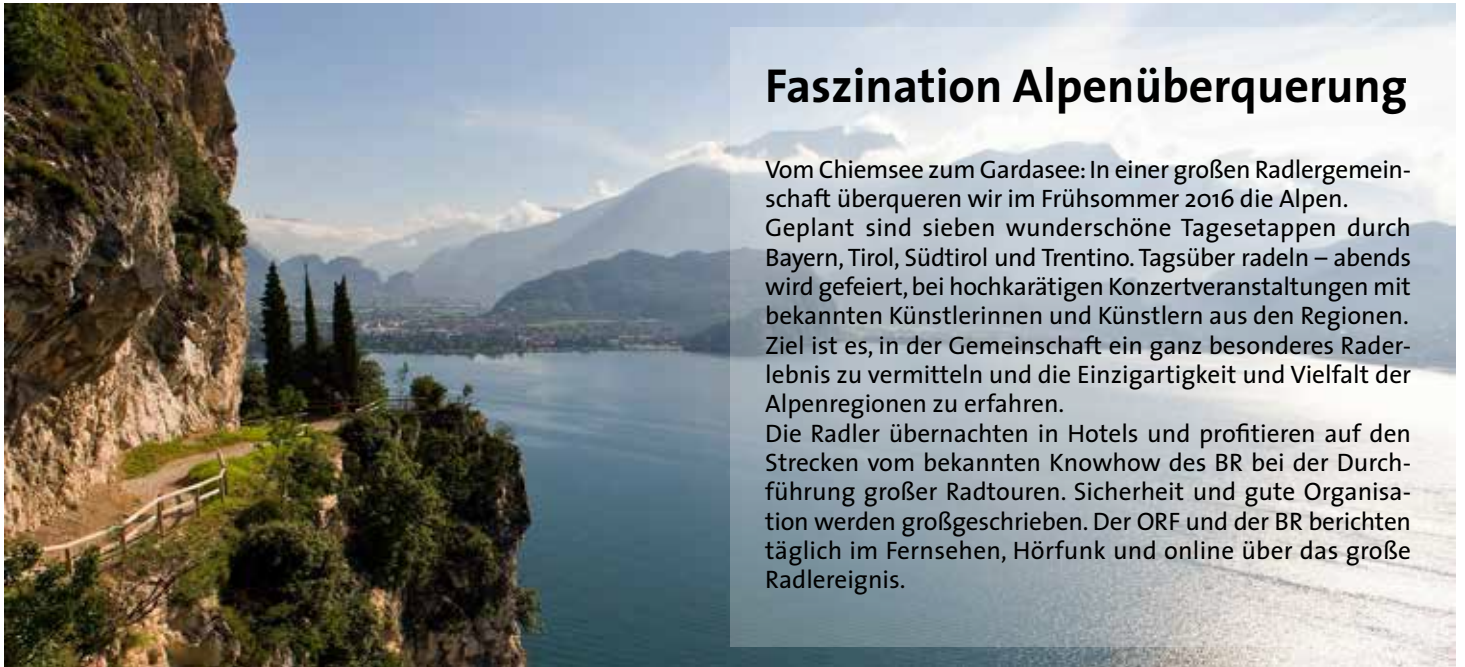 Faszination Alpenüberquerung
Vom Chiemsee zum Gardasee: In einer großen Radlergemein-
schaft überqueren wir im Frühsommer 2016 die Alpen.
Geplant sind sieben wunderschöne Tagesetappen durch
Bayern, Tirol, Südtirol und Trentino. Tagsüber radeln – abends
wird gefeiert, bei hochkarätigen Konzertveranstaltungen mit
bekannten Künstlerinnen und Künstlern aus den Regionen.
Ziel ist es, in der Gemeinschaft ein ganz besonderes Rader-
lebnis zu vermitteln und die Einzigartigkeit und Vielfalt der
Alpenregionen zu erfahren.
Die Radler übernachten in Hotels und profitieren auf den
Strecken vom bekannten Knowhow des BR bei der Durch-
führung großer Radtouren. Sicherheit und gute Organisa-
tion werden großgeschrieben. Der ORF und der BR berichten
täglich im Fernsehen, Hörfunk und online über das große
Radlereignis.